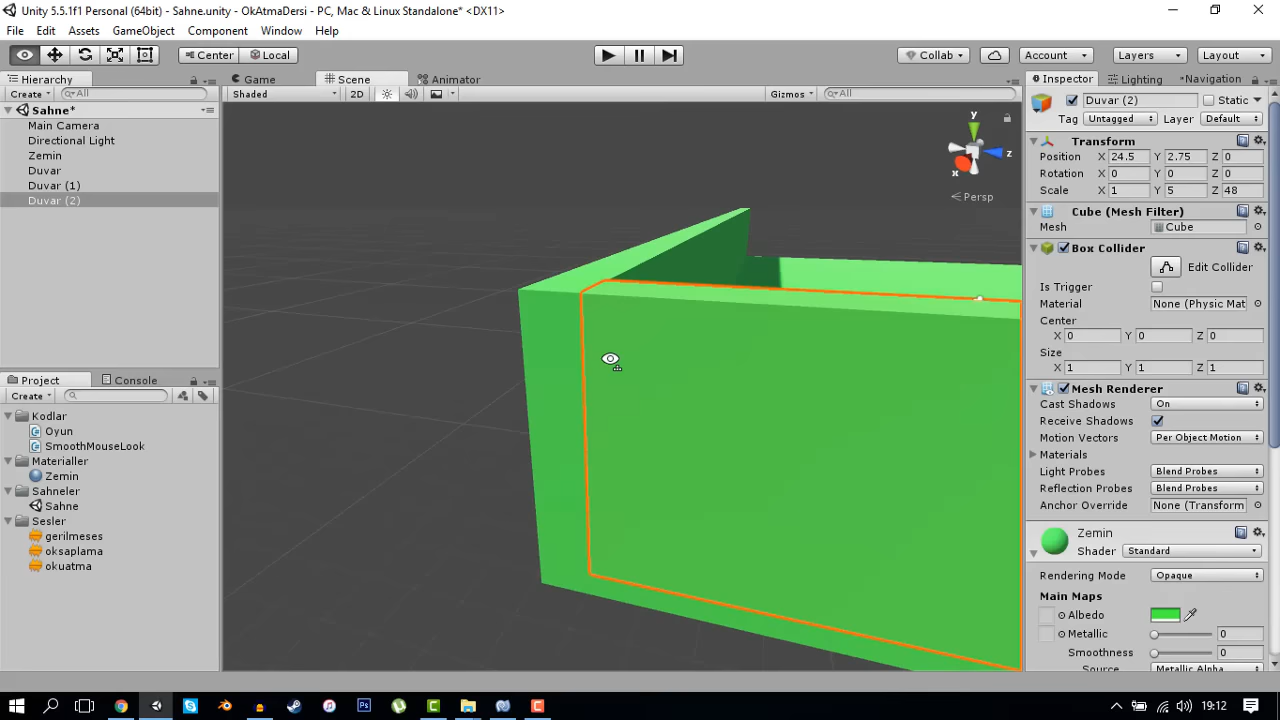 Unity 5.5.1f1 Personal (64bit) - Sahne.unity - OkAtmaDersi - PC, Mac & Linux Standalone* <DX11>
File Edit Assets GameObject Component Window Help
Center Local Collab Account Layers Layout
Hierarchy
Create All
Sahne*
Main Camera
Directional Light
Zemin
Duvar
Duvar (1)
Duvar (2)
Project Console
Create
Kodlar
Oyun
SmoothMouseLook
Materialler
Zemin
Sahneler
Sahne
Sesler
gerilmeses
oksaplama
okuatma
Game Scene Animator
Shaded 2D Gizmos All
y
z
x
Persp
Inspector Lighting Navigation
Duvar (2) Static
Tag Untagged Layer Default
Transform
Position X 24.5 Y 2.75 Z 0
Rotation X 0 Y 0 Z 0
Scale X 1 Y 5 Z 48
Cube (Mesh Filter)
Mesh Cube
Box Collider
Edit Collider
Is Trigger
Material None (Physic Mat
Center
X 0 Y 0 Z 0
Size
X 1 Y 1 Z 1
Mesh Renderer
Cast Shadows On
Receive Shadows
Motion Vectors Per Object Motion
Materials
Light Probes Blend Probes
Reflection Probes Blend Probes
Anchor Override None (Transform
Zemin
Shader Standard
Rendering Mode Opaque
Main Maps
Albedo
Metallic 0
Smoothness 0
Source Metallic Alpha
19:12